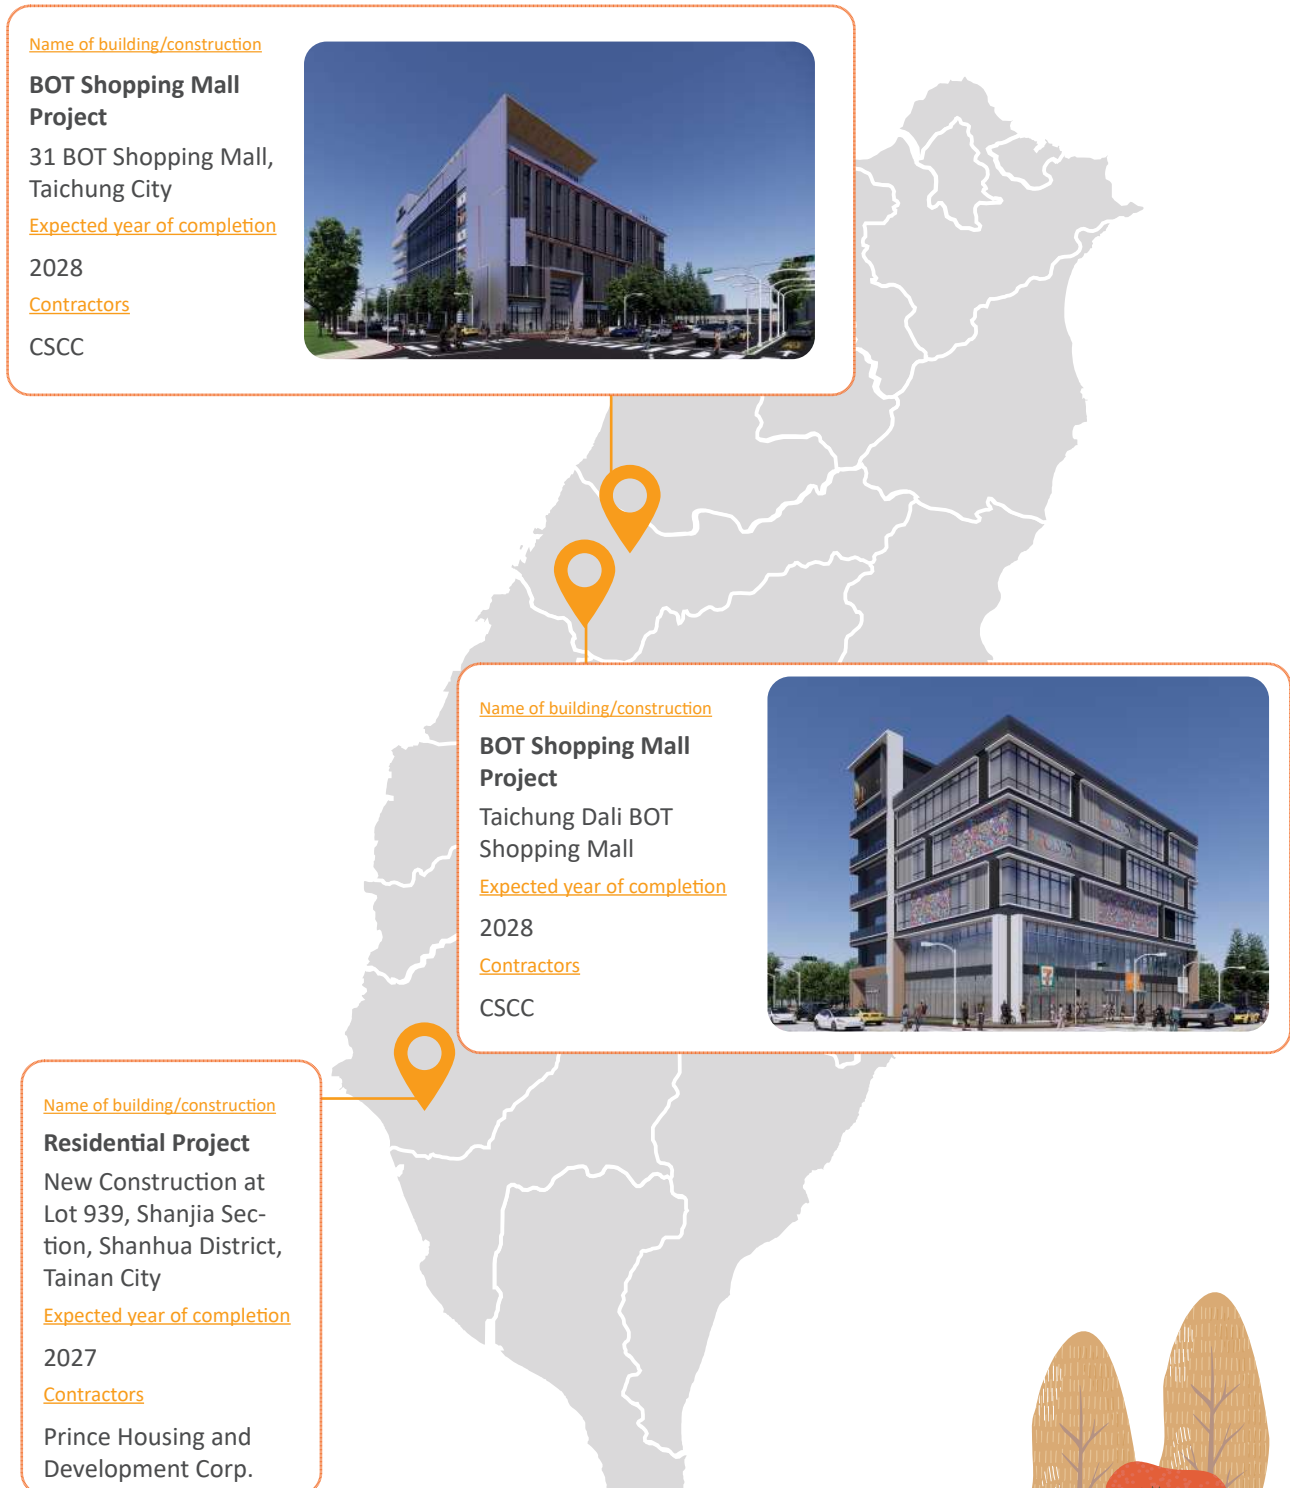 Name of building/construction
BOT Shopping Mall
Project
31 BOT Shopping Mall,
Taichung City
Expected year of completion
2028
Contractors
CSCC
Name of building/construction
BOT Shopping Mall
Project
Taichung Dali BOT
Shopping Mall
Expected year of completion
2028
Contractors
CSCC
Name of building/construction
Residential Project
New Construction at
Lot 939, Shanjia Sec-
tion, Shanhua District,
Tainan City
Expected year of completion
2027
Contractors
Prince Housing and
Development Corp.